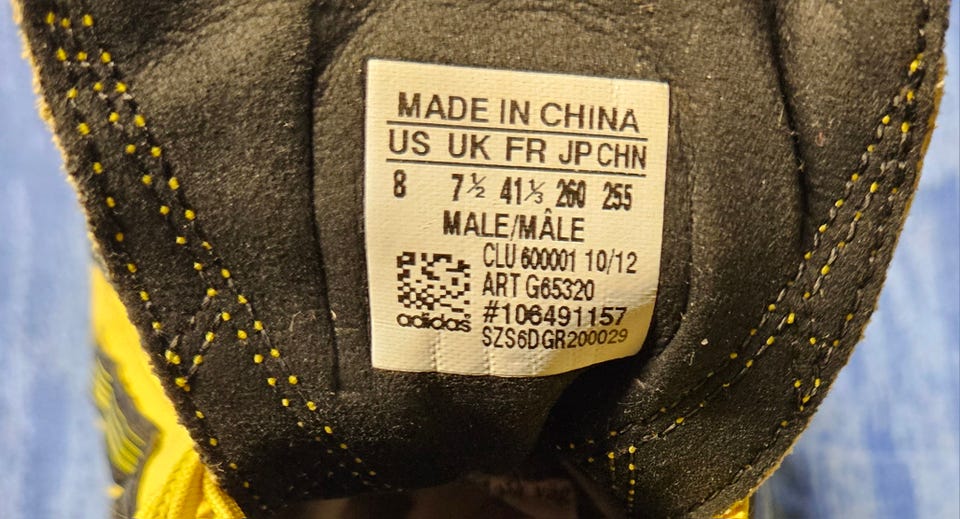 MADE IN CHINA
US UK FR JP CHN
8 7½ 41⅓ 260 255
MALE/MÂLE
CLU 600001 10/12
ART G65320
#106491157
adidas
SZS6DGR200029